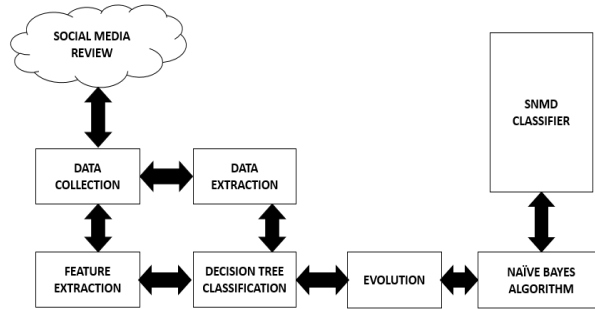 SOCIAL MEDIA
REVIEW
SNMD
CLASSIFIER
DATA
COLLECTION
DATA
EXTRACTION
FEATURE
EXTRACTION
DECISION TREE
CLASSIFICATION
EVOLUTION
NAÏVE BAYES
ALGORITHM